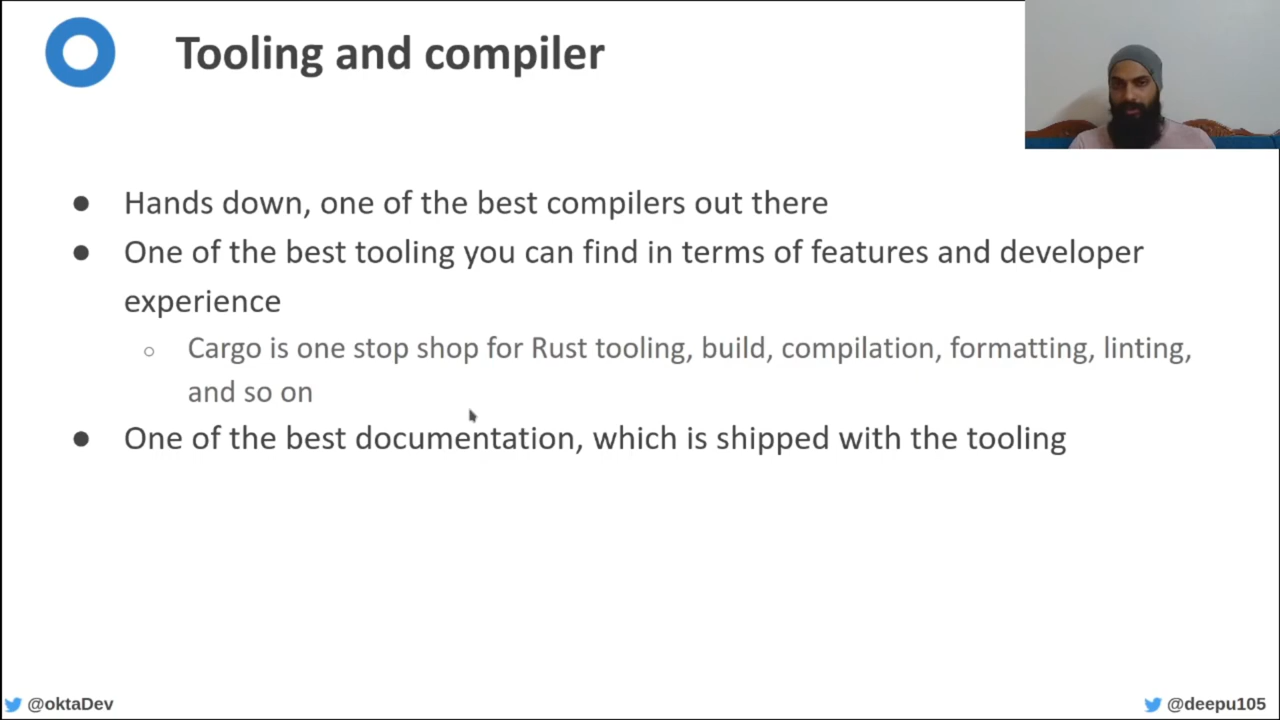 Tooling and compiler
● Hands down, one of the best compilers out there
● One of the best tooling you can find in terms of features and developer
experience
○ Cargo is one stop shop for Rust tooling, build, compilation, formatting, linting,
and so on
● One of the best documentation, which is shipped with the tooling
@oktaDev
@deepu105